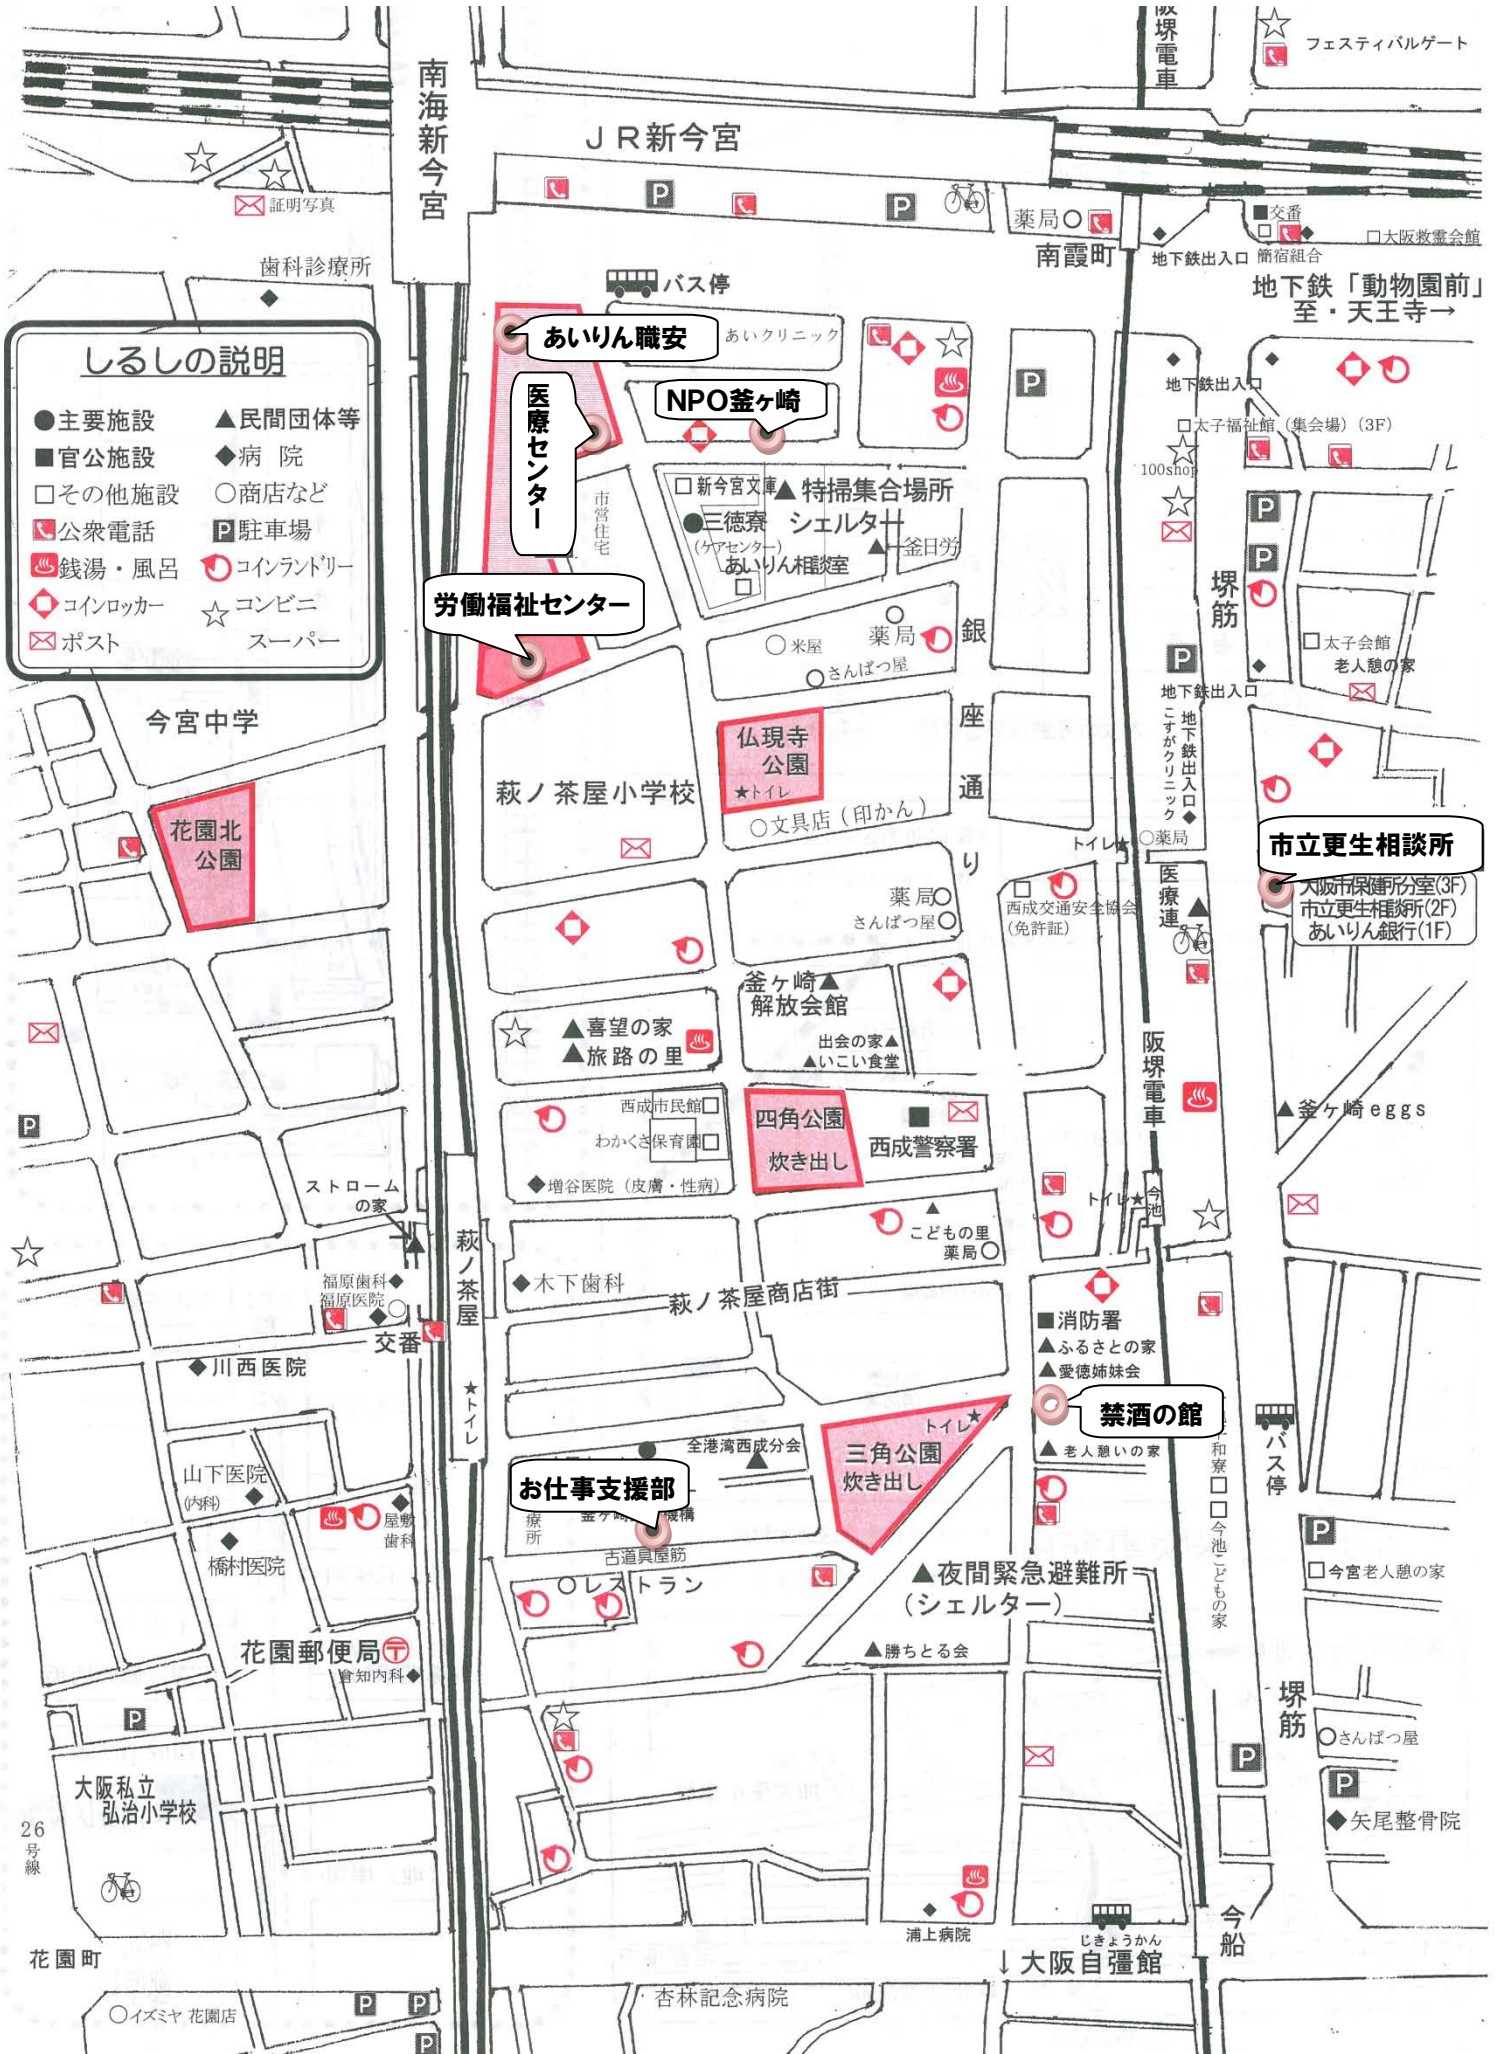 阪堺電車
フェスティバルゲート
南海新今宮
JR新今宮
証明写真
薬局
南霞町
地下鉄出入口
交番
簡宿組合
大阪救霊会館
地下鉄「動物園前」
至・天王寺→
歯科診療所
バス停
あいりん職安
あいクリニック
しるしの説明
●主要施設
▲民間団体等
■官公施設
◆病 院
□その他施設
○商店など
公衆電話
P駐車場
銭湯・風呂
コインランドリー
コインロッカー
コンビニ
スーパー
ポスト
医療センター
NPO釜ヶ崎
地下鉄出入口
□太子福祉館 (集会場) (3F)
100shop
市営住宅
□新今宮文庫
▲特掃集合場所
シェルター
●三徳寮
(ケアセンター)
あいりん相談室
釜日労
労働福祉センター
堺筋
○米屋
薬局
○さんぱつ屋
銀座通り
□太子会館
老人憩の家
地下鉄出入口
今宮中学
萩ノ茶屋小学校
仏現寺
公園
★トイレ
○文具店(印かん)
地下鉄出入口
こすがクリニック
花園北
公園
トイレ★
○薬局
市立更生相談所
大阪市保健所分室(3F)
市立更生相談所(2F)
あいりん銀行(1F)
薬局○
さんぱつ屋○
西成交通安全協会
(免許証)
医療連
釜ヶ崎▲
解放会館
▲喜望の家
▲旅路の里
出会の家▲
▲いこい食堂
阪堺電車
西成市民館□
わかくさ保育園□
四角公園
炊き出し
西成警察署
▲釜ヶ崎eggs
◆増谷医院(皮膚・性病)
ストローム
の家
トイレ★
今池
こどもの里
薬局○
萩ノ茶屋
福原歯科◆
福原医院
◆木下歯科
萩ノ茶屋商店街
交番
◆川西医院
■消防署
▲ふるさとの家
▲愛徳姉妹会
禁酒の館
★トイレ
トイレ★
三角公園
炊き出し
全港湾西成分会
▲老人憩いの家
和寮
バス停
山下医院
(内科)
お仕事支援部
釜ヶ崎
機構
療所
古道具屋筋
屋敷
歯科
橋村医院
○レストラン
▲夜間緊急避難所
(シェルター)
今池こどもの家
□今宮老人憩の家
花園郵便局〒
倉知内科◆
▲勝ちとる会
堺筋
○さんぱつ屋
大阪私立
弘治小学校
26
号線
◆矢尾整骨院
浦上病院
じきょうかん
↓大阪自彊館
今船
花園町
○イズミヤ 花園店
杏林記念病院